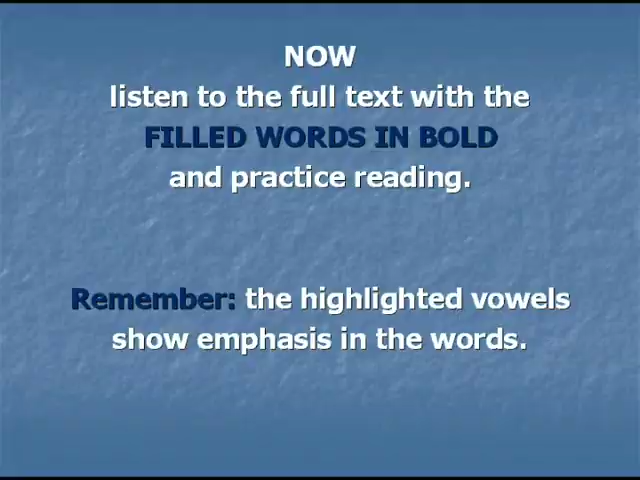 NOW
listen to the full text with the
FILLED WORDS IN BOLD
and practice reading.
Remember: the highlighted vowels
show emphasis in the words.